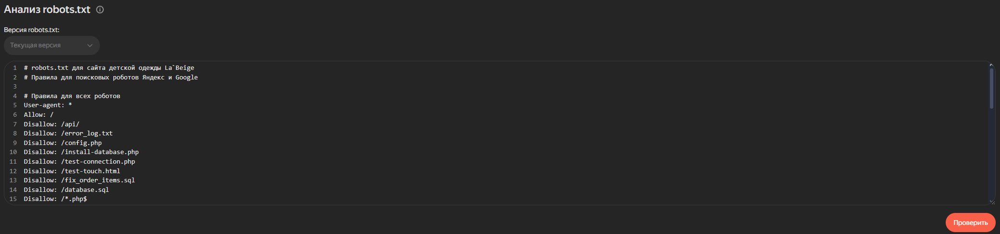 Анализ robots.txt
Версия robots.txt:
Текущая версия
1 # robots.txt для сайта детской одежды La`Beige
2 # Правила для поисковых роботов Яндекс и Google
3
4 # Правила для всех роботов
5 User-agent: *
6 Allow: /
7 Disallow: /api/
8 Disallow: /error_log.txt
9 Disallow: /config.php
10 Disallow: /install-database.php
11 Disallow: /test-connection.php
12 Disallow: /test-touch.html
13 Disallow: /fix_order_items.sql
14 Disallow: /database.sql
15 Disallow: /*.php$
Проверить